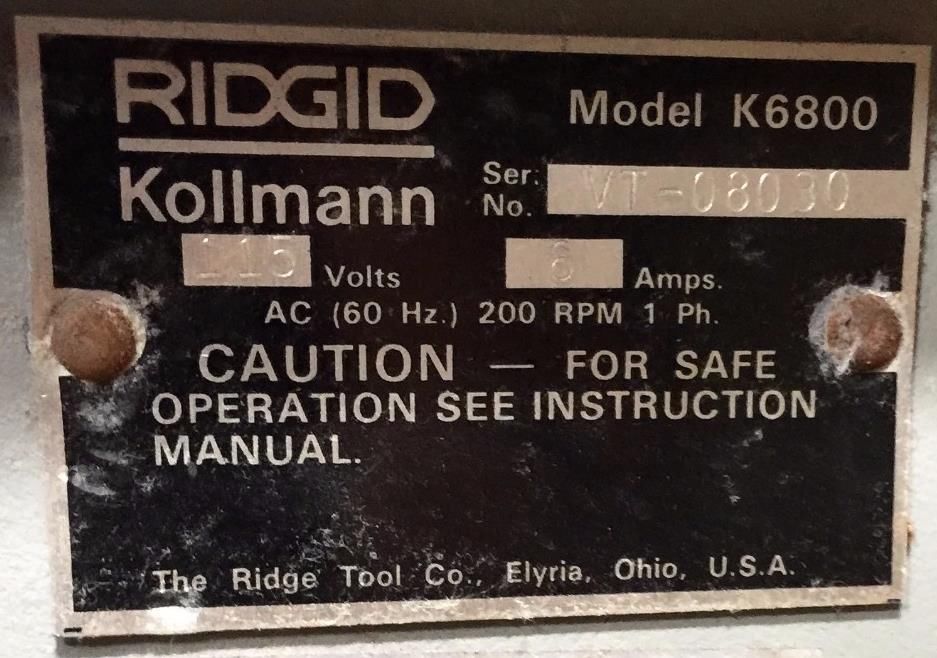 RIDGID
Model K6800
Kollmann
Ser. No. VT-08030
115 Volts 6 Amps.
AC (60 Hz.) 200 RPM 1 Ph.
CAUTION — FOR SAFE
OPERATION SEE INSTRUCTION
MANUAL.
The Ridge Tool Co., Elyria, Ohio, U.S.A.